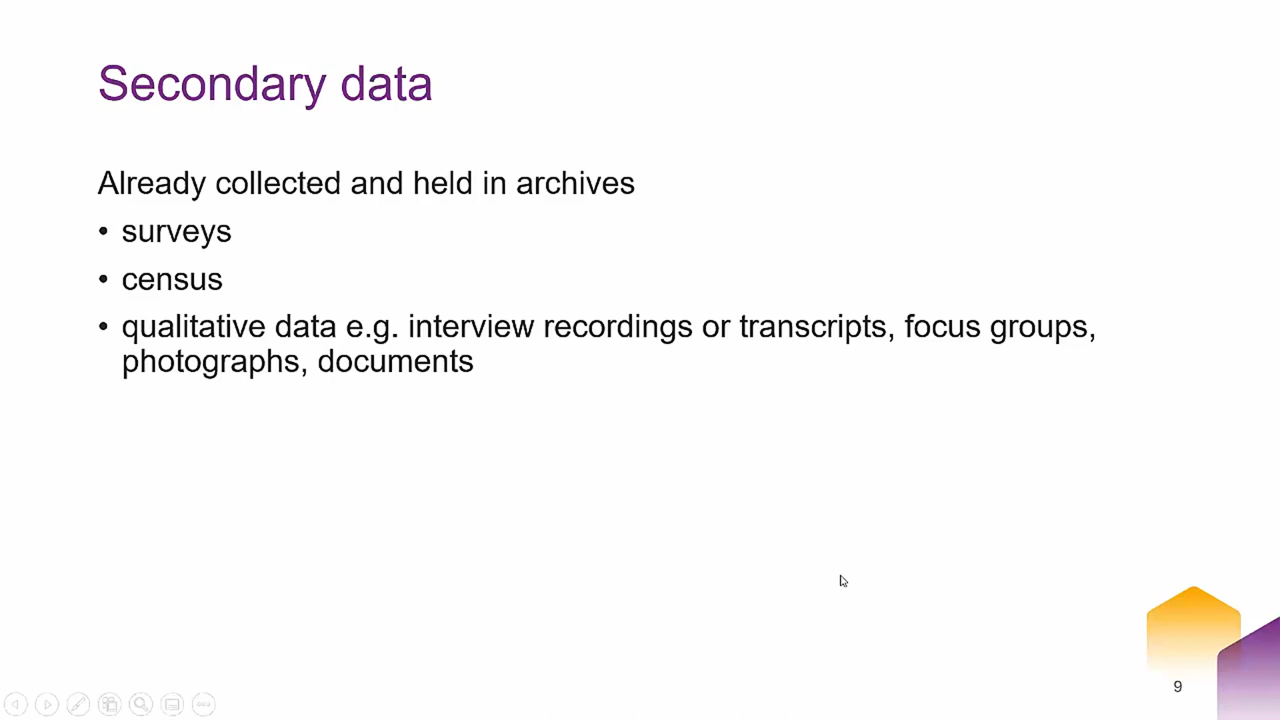 Secondary data
Already collected and held in archives
• surveys
• census
• qualitative data e.g. interview recordings or transcripts, focus groups,
photographs, documents
9